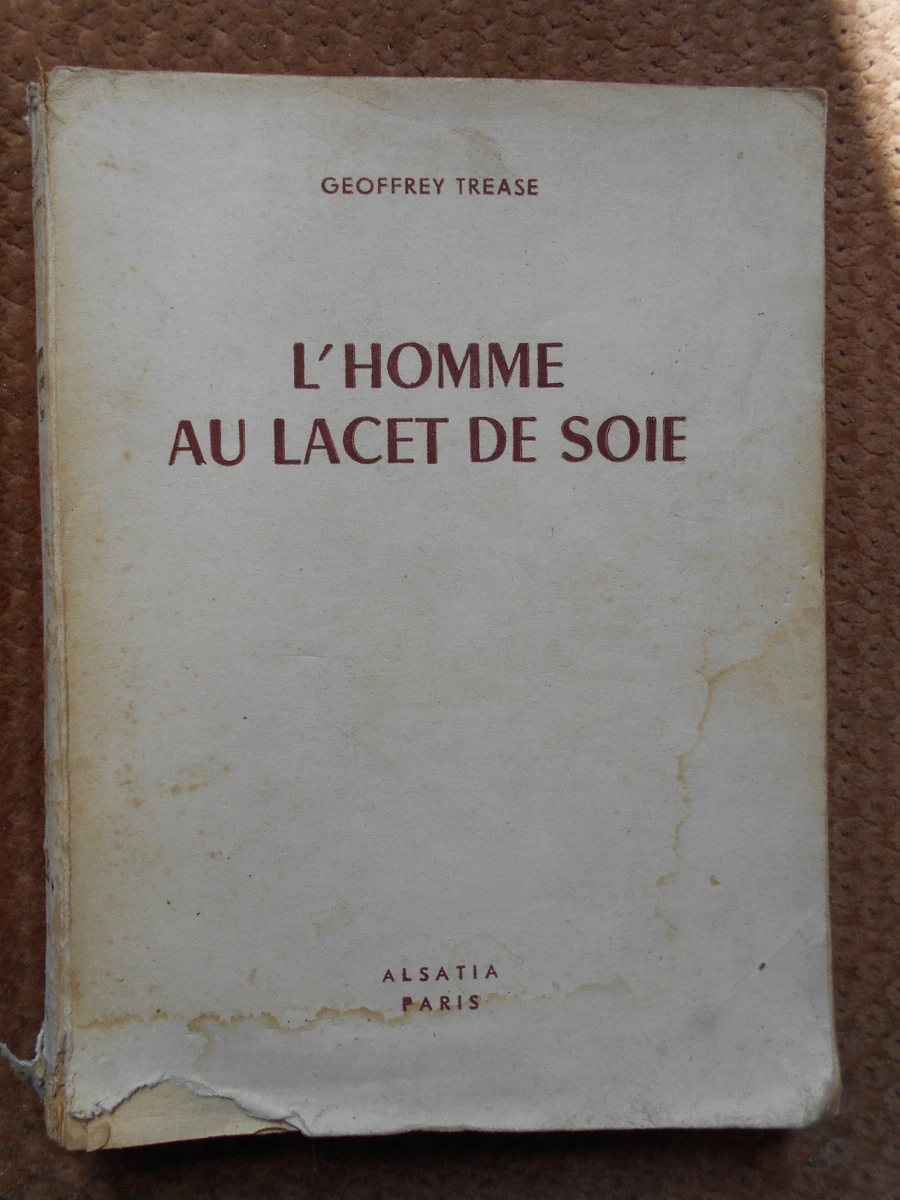 GEOFFREY TREASE
L'HOMME
AU LACET DE SOIE
ALSATIA
PARIS